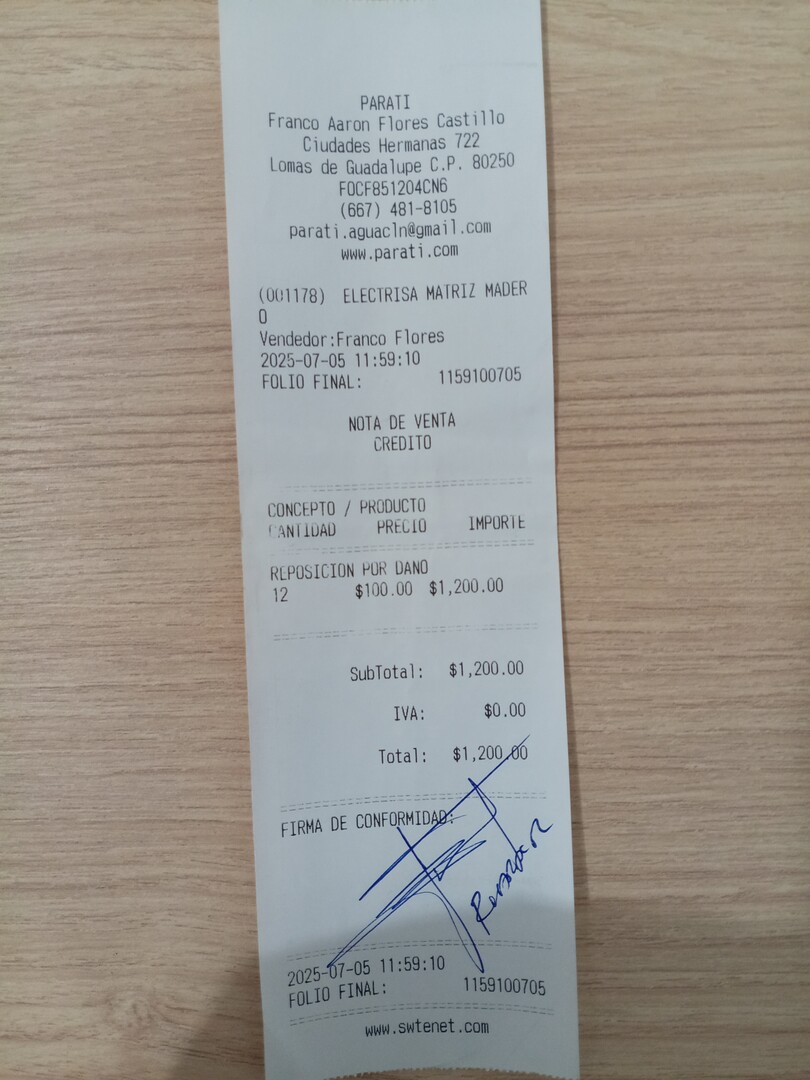 PARATI
Franco Aaron Flores Castillo
Ciudades Hermanas 722
Lomas de Guadalupe C.P. 80250
FOCF851204CN6
(667) 481-8105
parati.aguacln@gmail.com
www.parati.com
(001178) ELECTRISA MATRIZ MADER
O
Vendedor:Franco Flores
2025-07-05 11:59:10
FOLIO FINAL: 1159100705
NOTA DE VENTA
CREDITO
CONCEPTO / PRODUCTO
CANTIDAD PRECIO IMPORTE
REPOSICION POR DANO
12 $100.00 $1,200.00
SubTotal: $1,200.00
IVA: $0.00
Total: $1,200.00
FIRMA DE CONFORMIDAD:
2025-07-05 11:59:10
FOLIO FINAL: 1159100705
www.swtenet.com